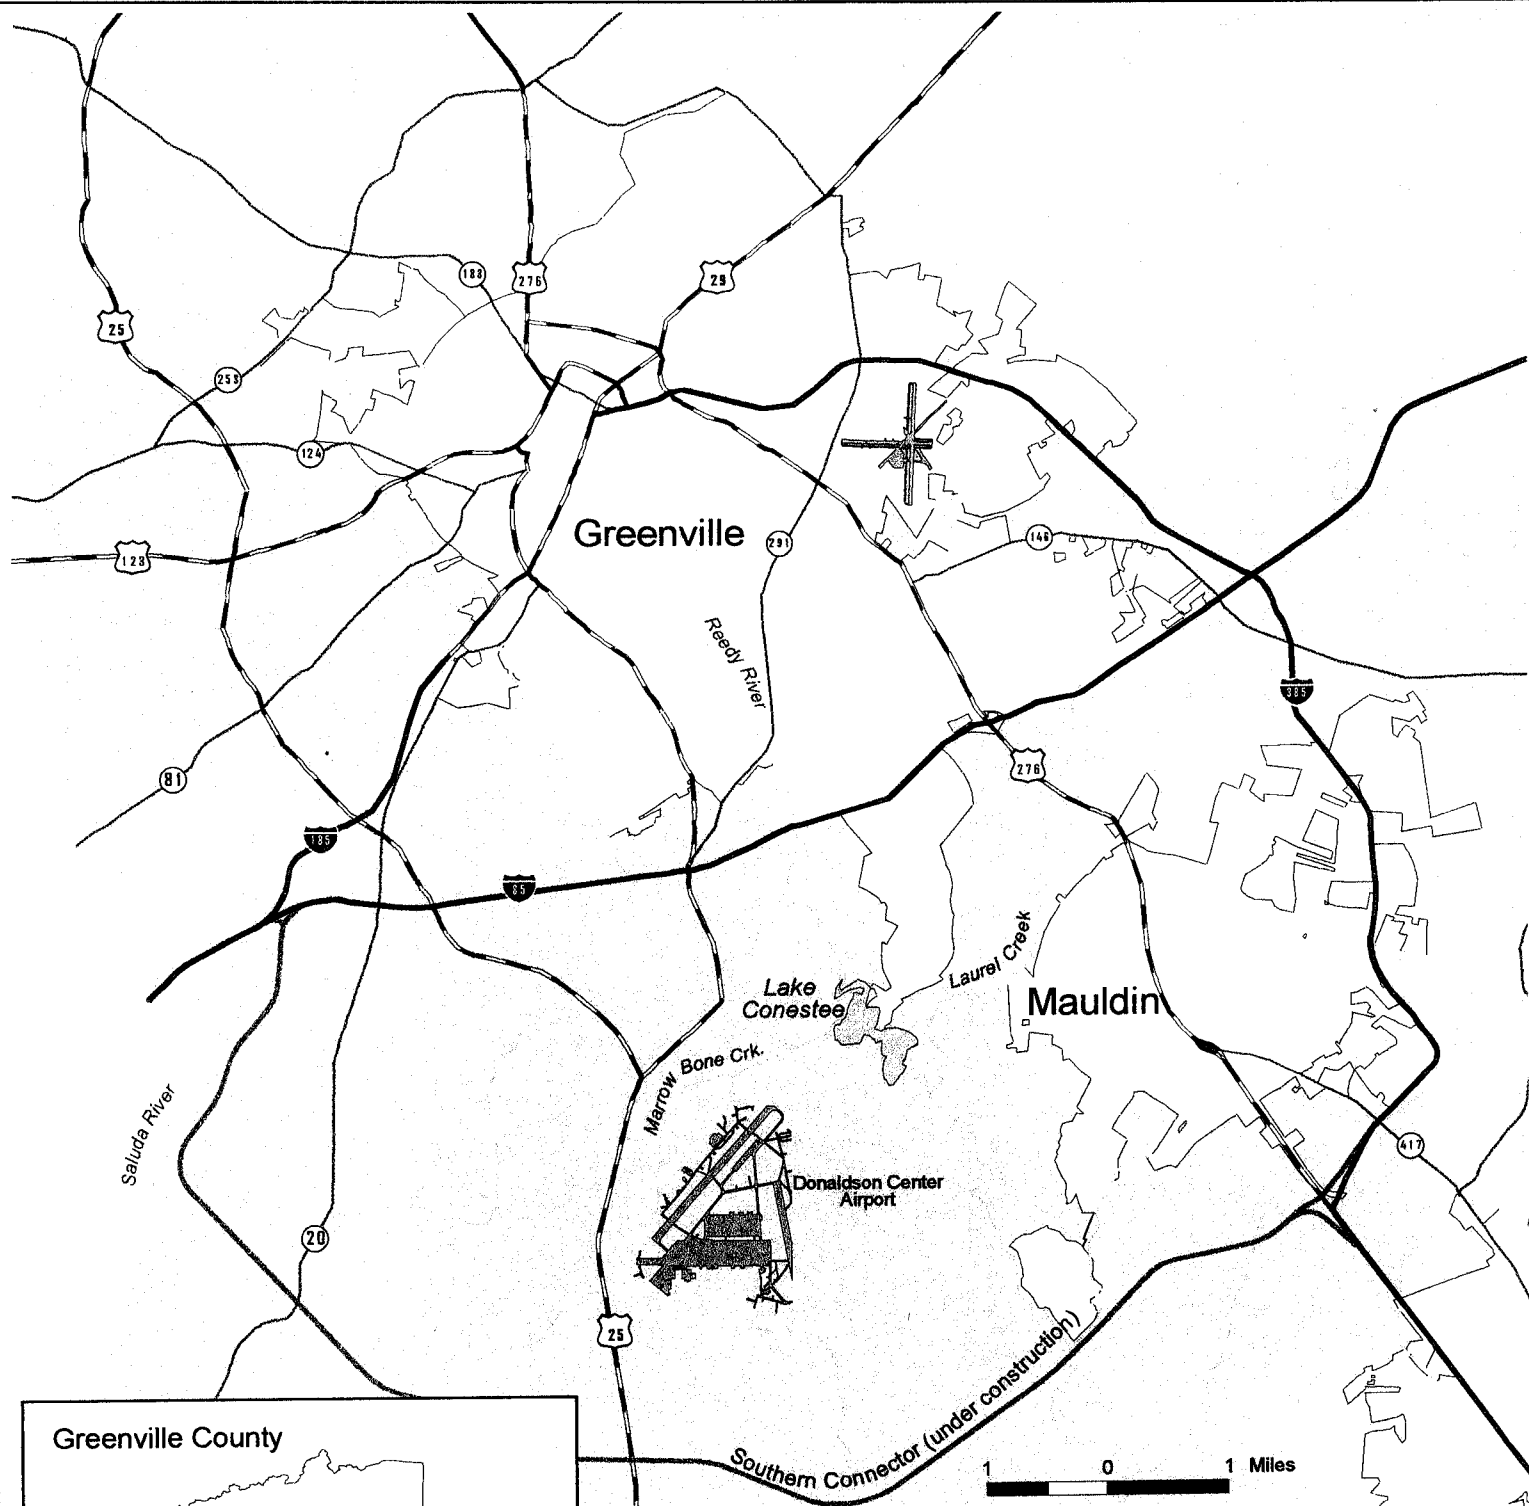 188
276
29
25
253
124
Greenville
291
146
123
Reedy River
385
276
81
185
85
Laurel Creek
Lake
Conestee
Mauldin
Marrow Bone Crk.
Saluda River
417
Donaldson Center
Airport
20
25
Southern Connector (under construction)
Greenville County
1 0 1 Miles